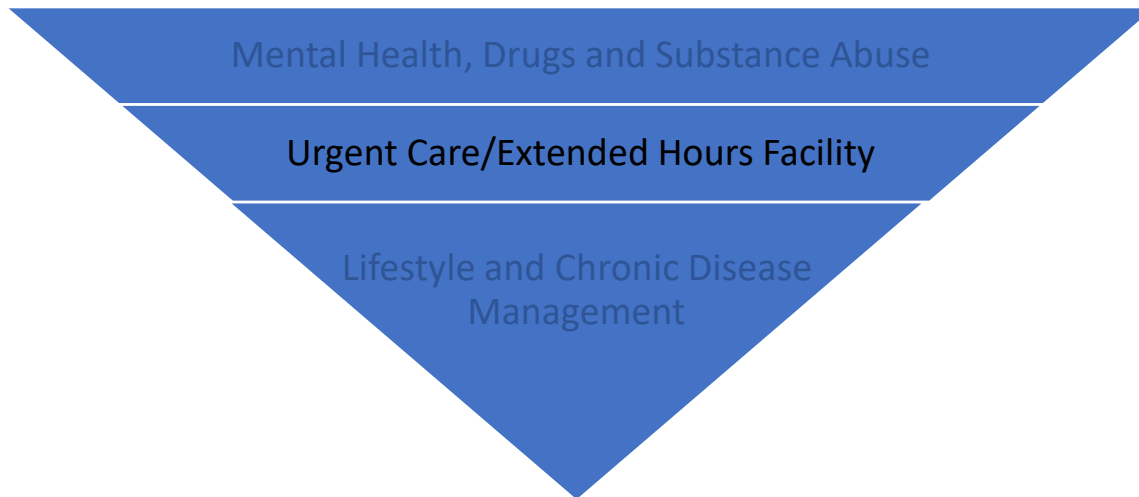 Mental Health, Drugs and Substance Abuse
Urgent Care/Extended Hours Facility
Lifestyle and Chronic Disease
Management